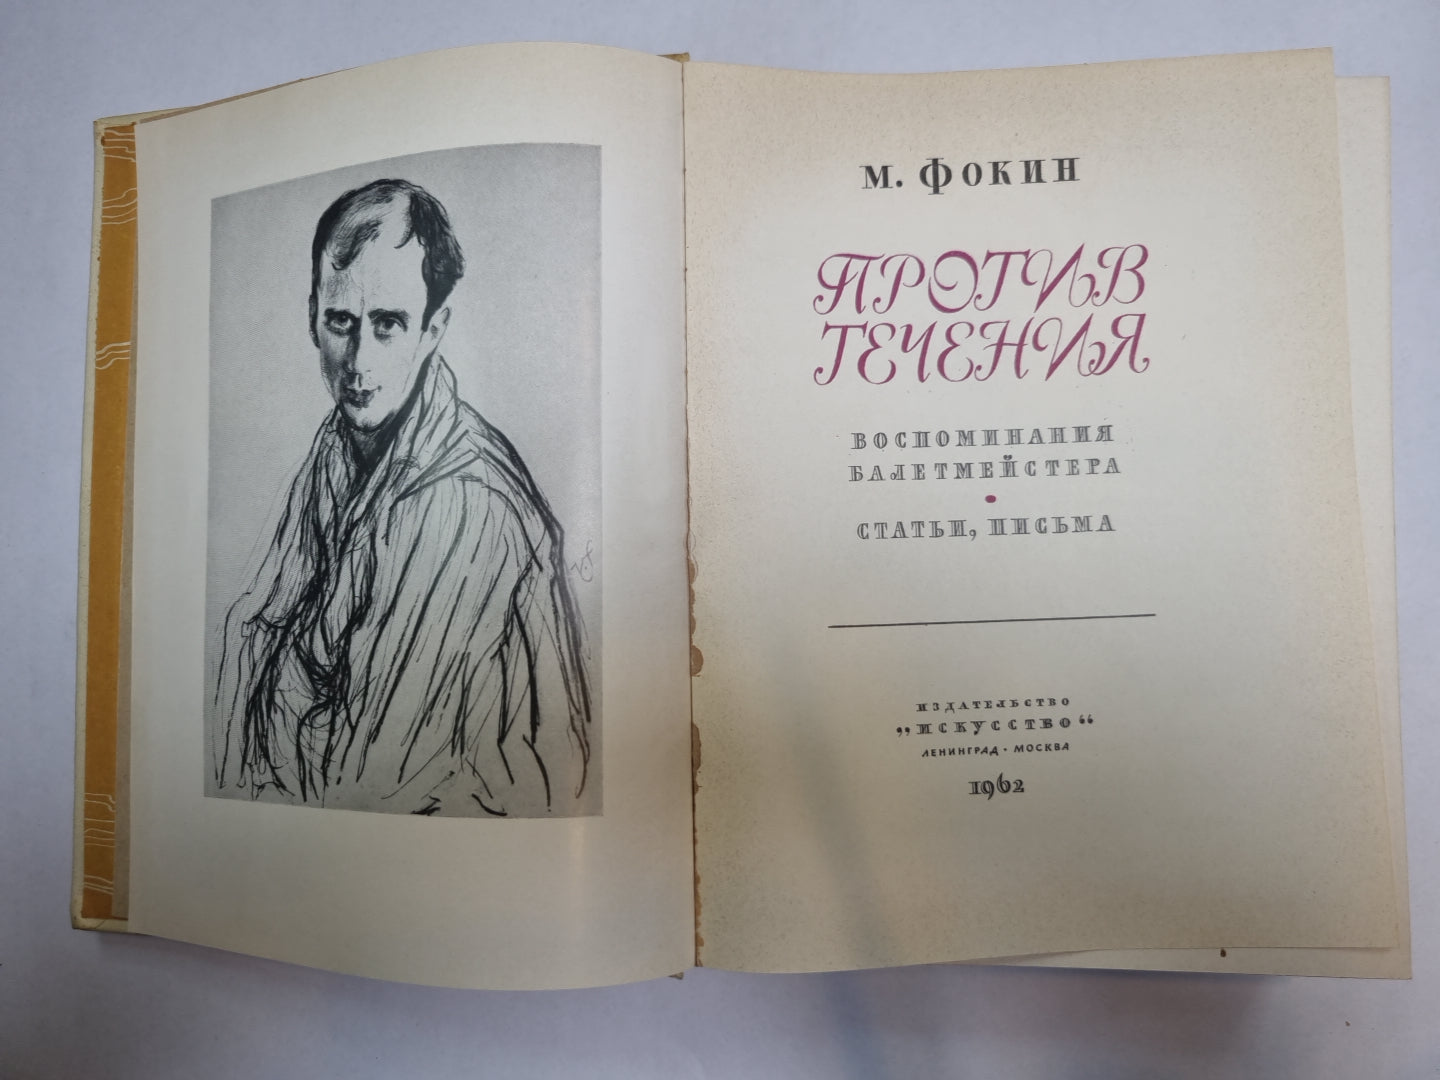 М. ФОКИН
ПРОТИВ
ТЕЧЕНИЯ
ВОСПОМИНАНИЯ
БАЛЕТМЕЙСТЕРА
•
СТАТЬИ, ПИСЬМА
ИЗДАТЕЛЬСТВО
„ИСКУССТВО“
ЛЕНИНГРАД • МОСКВА
1962